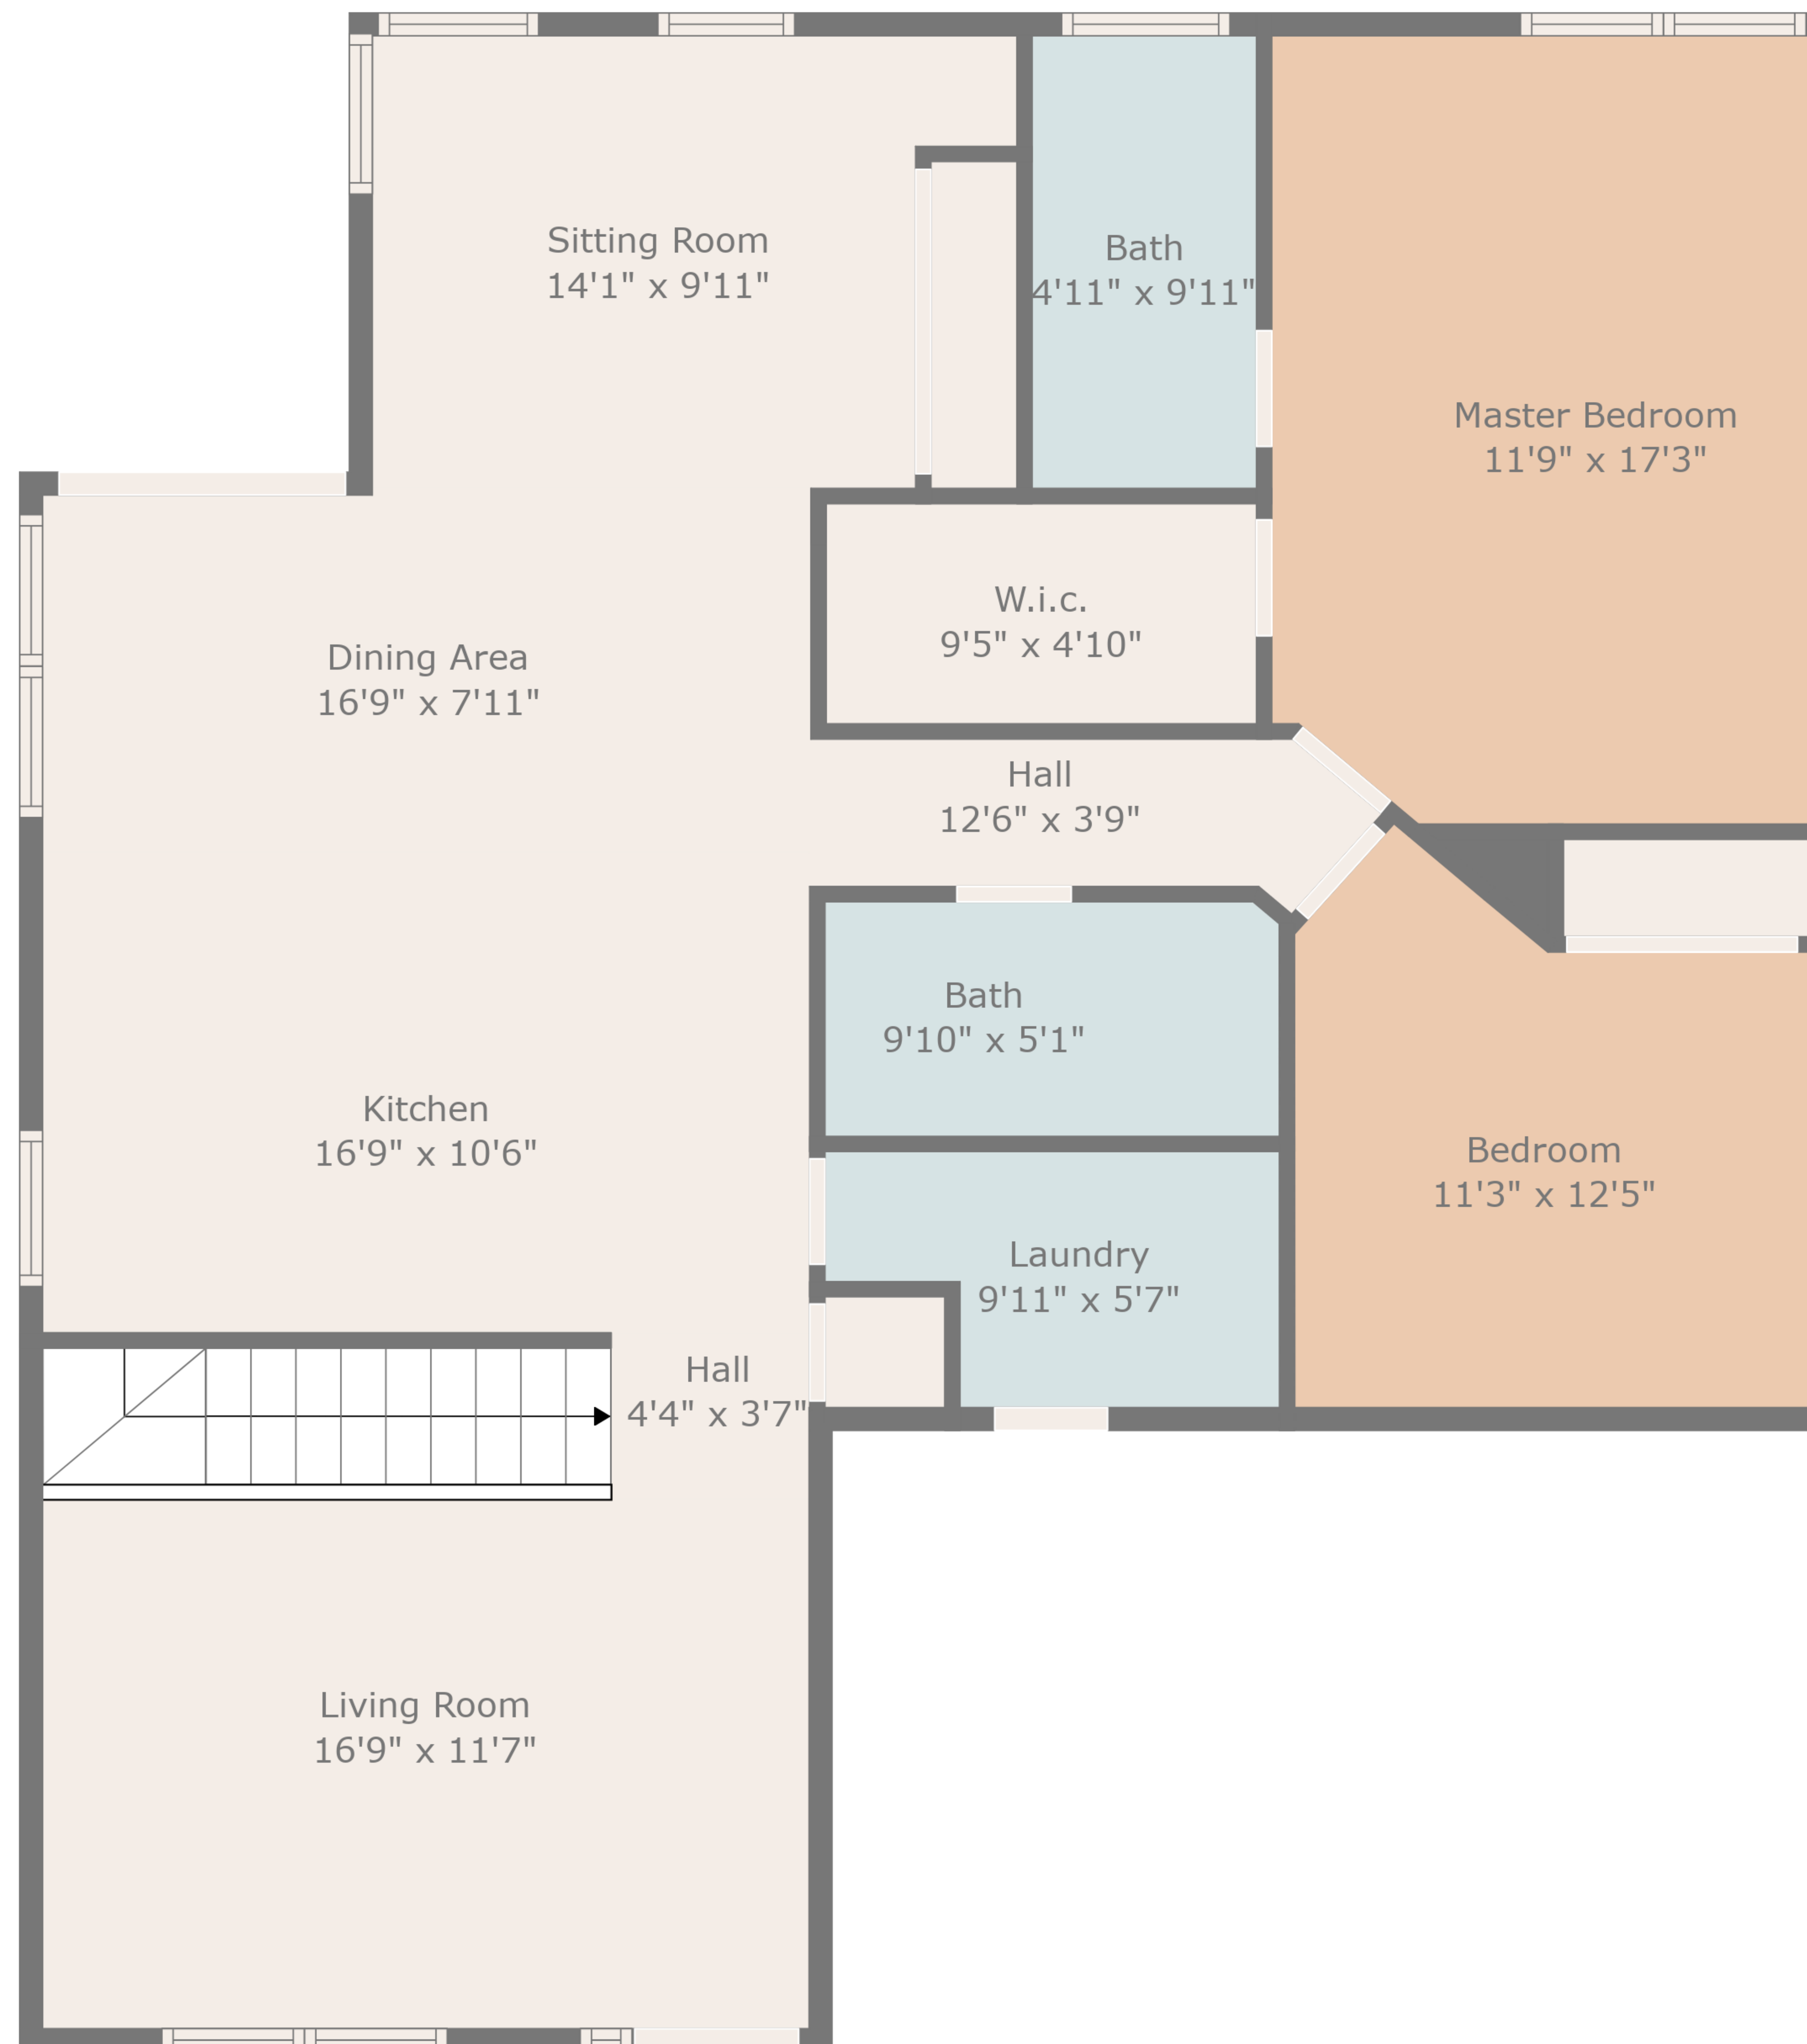 Sitting Room
14'1" x 9'11"
Bath
4'11" x 9'11"
Master Bedroom
11'9" x 17'3"
W.i.c.
9'5" x 4'10"
Dining Area
16'9" x 7'11"
Hall
12'6" x 3'9"
Bath
9'10" x 5'1"
Kitchen
16'9" x 10'6"
Bedroom
11'3" x 12'5"
Laundry
9'11" x 5'7"
Hall
4'4" x 3'7"
Living Room
16'9" x 11'7"